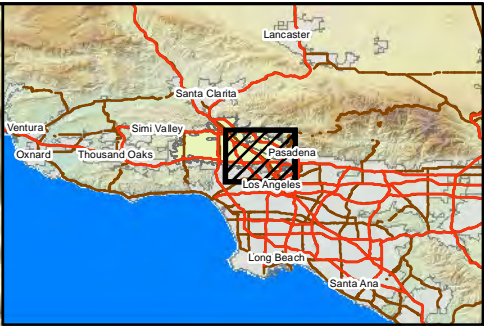 Lancaster
Santa Clarita
Ventura
Simi Valley
Oxnard
Thousand Oaks
Pasadena
Los Angeles
Long Beach
Santa Ana